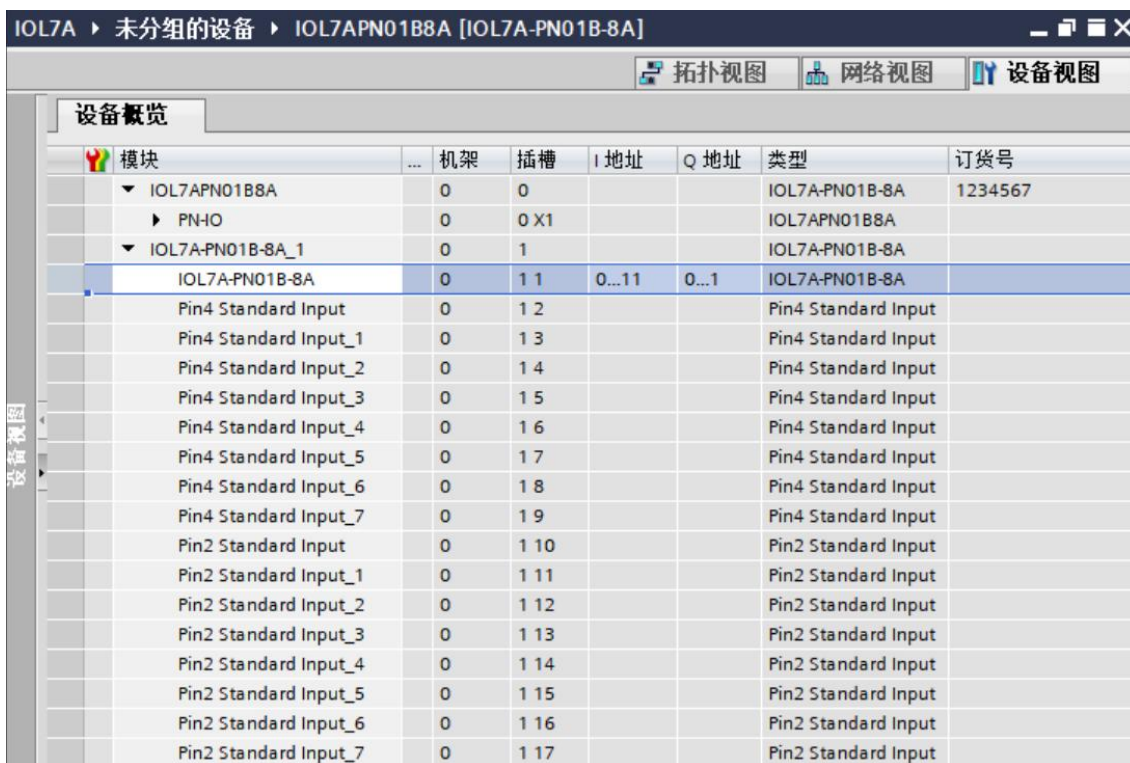 IOL7A ▸ 未分组的设备 ▸ IOL7APN01B8A [IOL7A-PN01B-8A]
拓扑视图 网络视图 设备视图
设备概览
模块 ... 机架 插槽 I 地址 Q 地址 类型 订货号
IOL7APN01B8A 0 0 IOL7A-PN01B-8A 1234567
PN-IO 0 0 X1 IOL7APN01B8A
IOL7A-PN01B-8A_1 0 1 IOL7A-PN01B-8A
IOL7A-PN01B-8A 0 1 1 0...11 0...1 IOL7A-PN01B-8A
Pin4 Standard Input 0 1 2 Pin4 Standard Input
Pin4 Standard Input_1 0 1 3 Pin4 Standard Input
Pin4 Standard Input_2 0 1 4 Pin4 Standard Input
Pin4 Standard Input_3 0 1 5 Pin4 Standard Input
Pin4 Standard Input_4 0 1 6 Pin4 Standard Input
Pin4 Standard Input_5 0 1 7 Pin4 Standard Input
Pin4 Standard Input_6 0 1 8 Pin4 Standard Input
Pin4 Standard Input_7 0 1 9 Pin4 Standard Input
Pin2 Standard Input 0 1 10 Pin2 Standard Input
Pin2 Standard Input_1 0 1 11 Pin2 Standard Input
Pin2 Standard Input_2 0 1 12 Pin2 Standard Input
Pin2 Standard Input_3 0 1 13 Pin2 Standard Input
Pin2 Standard Input_4 0 1 14 Pin2 Standard Input
Pin2 Standard Input_5 0 1 15 Pin2 Standard Input
Pin2 Standard Input_6 0 1 16 Pin2 Standard Input
Pin2 Standard Input_7 0 1 17 Pin2 Standard Input
设备视图